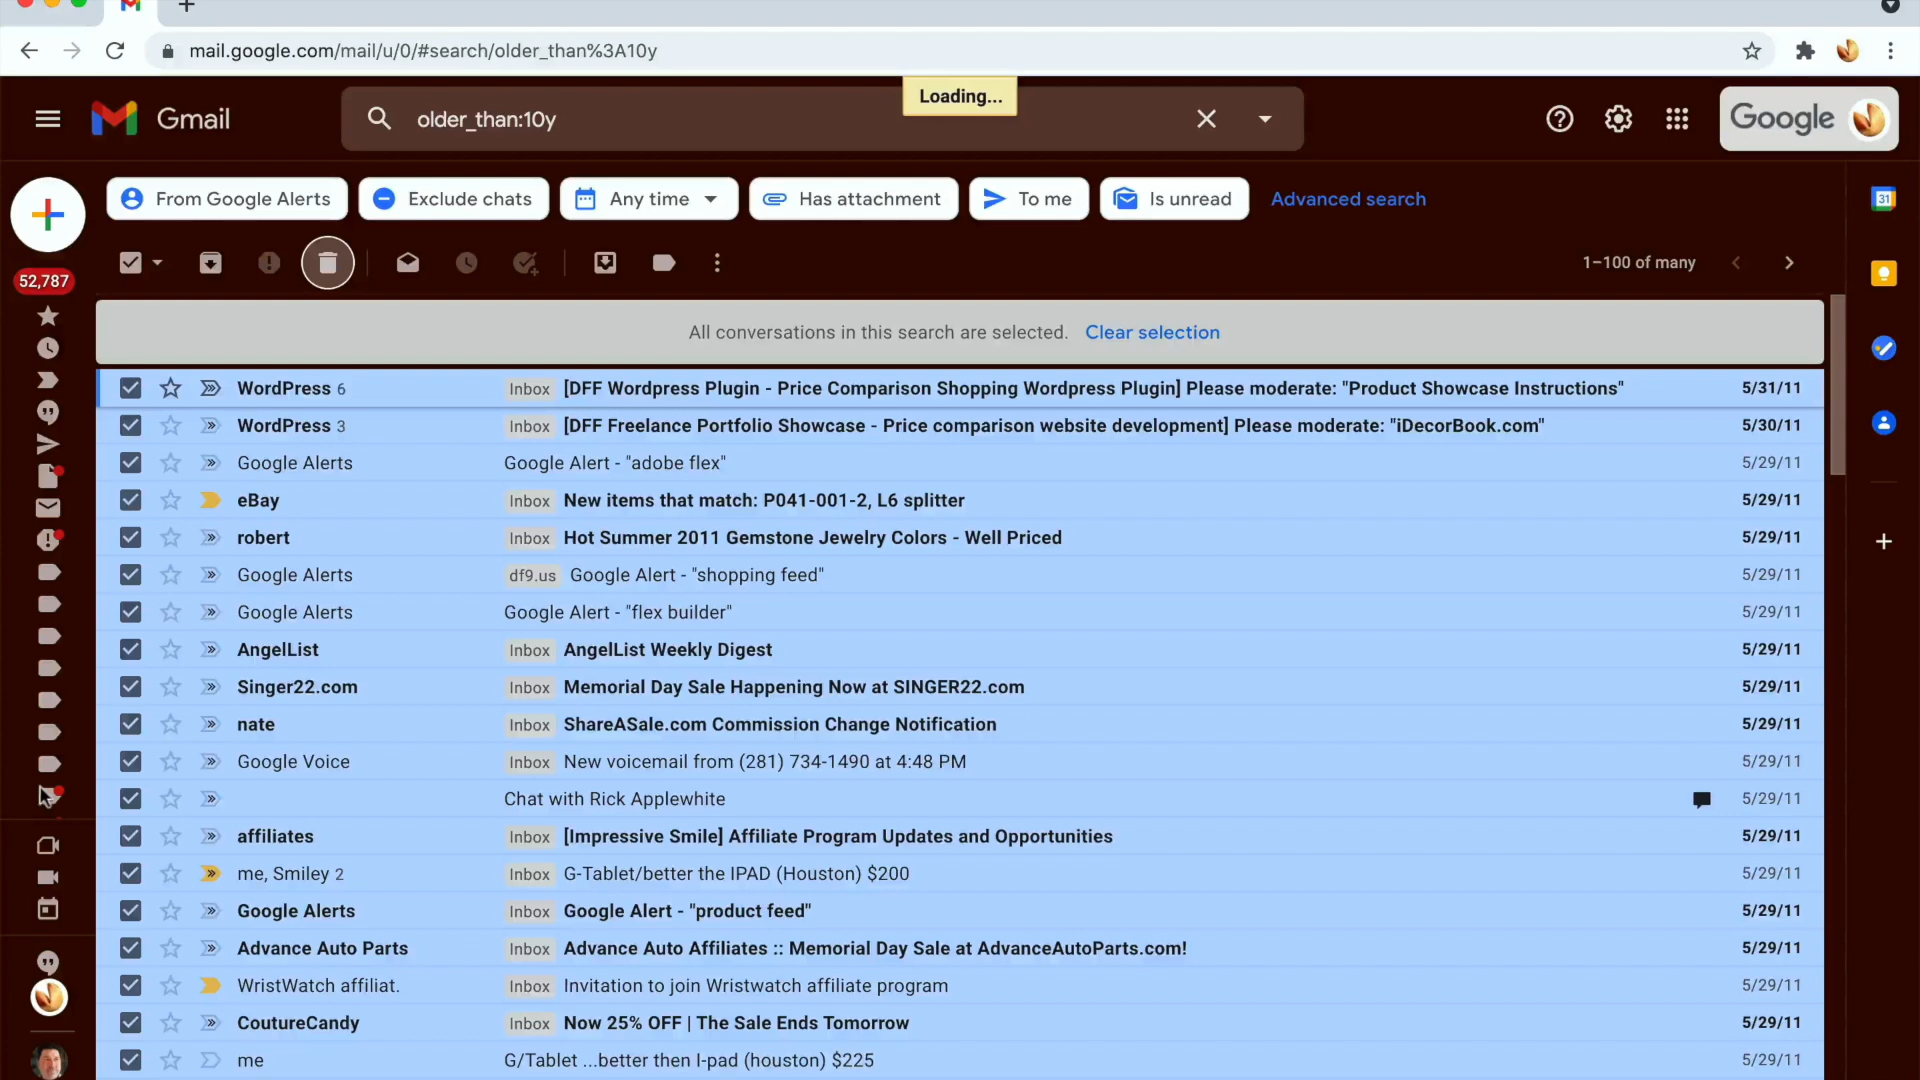 mail.google.com/mail/u/0/#search/older_than%3A10y
Loading...
Gmail
older_than:10y
Google
From Google Alerts
Exclude chats
Any time
Has attachment
To me
Is unread
Advanced search
1–100 of many
52,787
All conversations in this search are selected. Clear selection
31
WordPress 6 Inbox [DFF Wordpress Plugin - Price Comparison Shopping Wordpress Plugin] Please moderate: "Product Showcase Instructions" 5/31/11
WordPress 3 Inbox [DFF Freelance Portfolio Showcase - Price comparison website development] Please moderate: "iDecorBook.com" 5/30/11
Google Alerts Google Alert - "adobe flex" 5/29/11
eBay Inbox New items that match: P041-001-2, L6 splitter 5/29/11
robert Inbox Hot Summer 2011 Gemstone Jewelry Colors - Well Priced 5/29/11
Google Alerts df9.us Google Alert - "shopping feed" 5/29/11
Google Alerts Google Alert - "flex builder" 5/29/11
AngelList Inbox AngelList Weekly Digest 5/29/11
Singer22.com Inbox Memorial Day Sale Happening Now at SINGER22.com 5/29/11
nate Inbox ShareASale.com Commission Change Notification 5/29/11
Google Voice Inbox New voicemail from (281) 734-1490 at 4:48 PM 5/29/11
Chat with Rick Applewhite 5/29/11
affiliates Inbox [Impressive Smile] Affiliate Program Updates and Opportunities 5/29/11
me, Smiley 2 Inbox G-Tablet/better the IPAD (Houston) $200 5/29/11
Google Alerts Inbox Google Alert - "product feed" 5/29/11
Advance Auto Parts Inbox Advance Auto Affiliates :: Memorial Day Sale at AdvanceAutoParts.com! 5/29/11
WristWatch affiliat. Inbox Invitation to join Wristwatch affiliate program 5/29/11
CoutureCandy Inbox Now 25% OFF | The Sale Ends Tomorrow 5/29/11
me G/Tablet ...better then I-pad (houston) $225 5/29/11